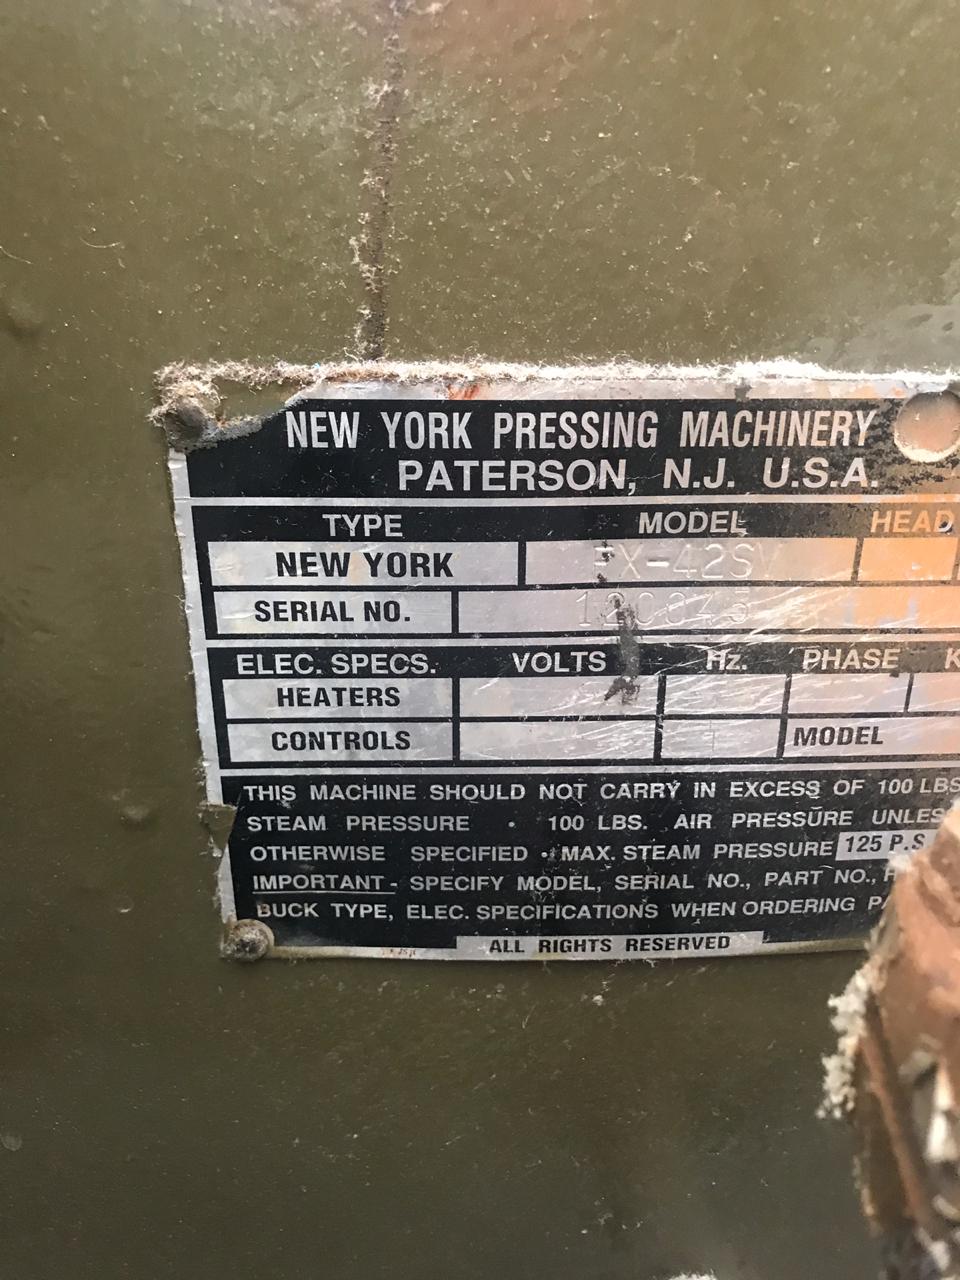 NEW YORK PRESSING MACHINERY
PATERSON, N.J. U.S.A.
TYPE MODEL HEAD
NEW YORK
SERIAL NO.
ELEC. SPECS. VOLTS Hz. PHASE K
HEATERS
CONTROLS MODEL
THIS MACHINE SHOULD NOT CARRY IN EXCESS OF 100 LBS
STEAM PRESSURE • 100 LBS. AIR PRESSURE UNLES
OTHERWISE SPECIFIED • MAX. STEAM PRESSURE 125 P.S
IMPORTANT - SPECIFY MODEL, SERIAL NO., PART NO.,
BUCK TYPE, ELEC. SPECIFICATIONS WHEN ORDERING
ALL RIGHTS RESERVED